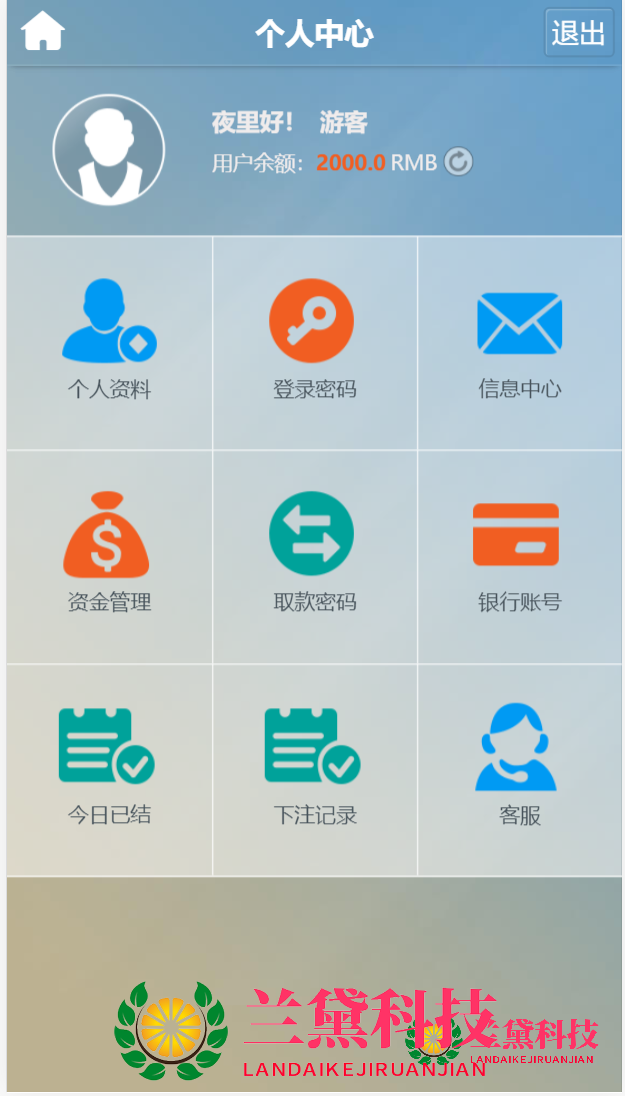 个人中心
退出
夜里好! 游客
用户余额: 2000.0 RMB
个人资料
登录密码
信息中心
资金管理
取款密码
银行账号
今日已结
下注记录
客服
兰黛科技
LANDAIKEJIRUANJIAN
兰黛科技
LANDAIKEJIRUANJIAN